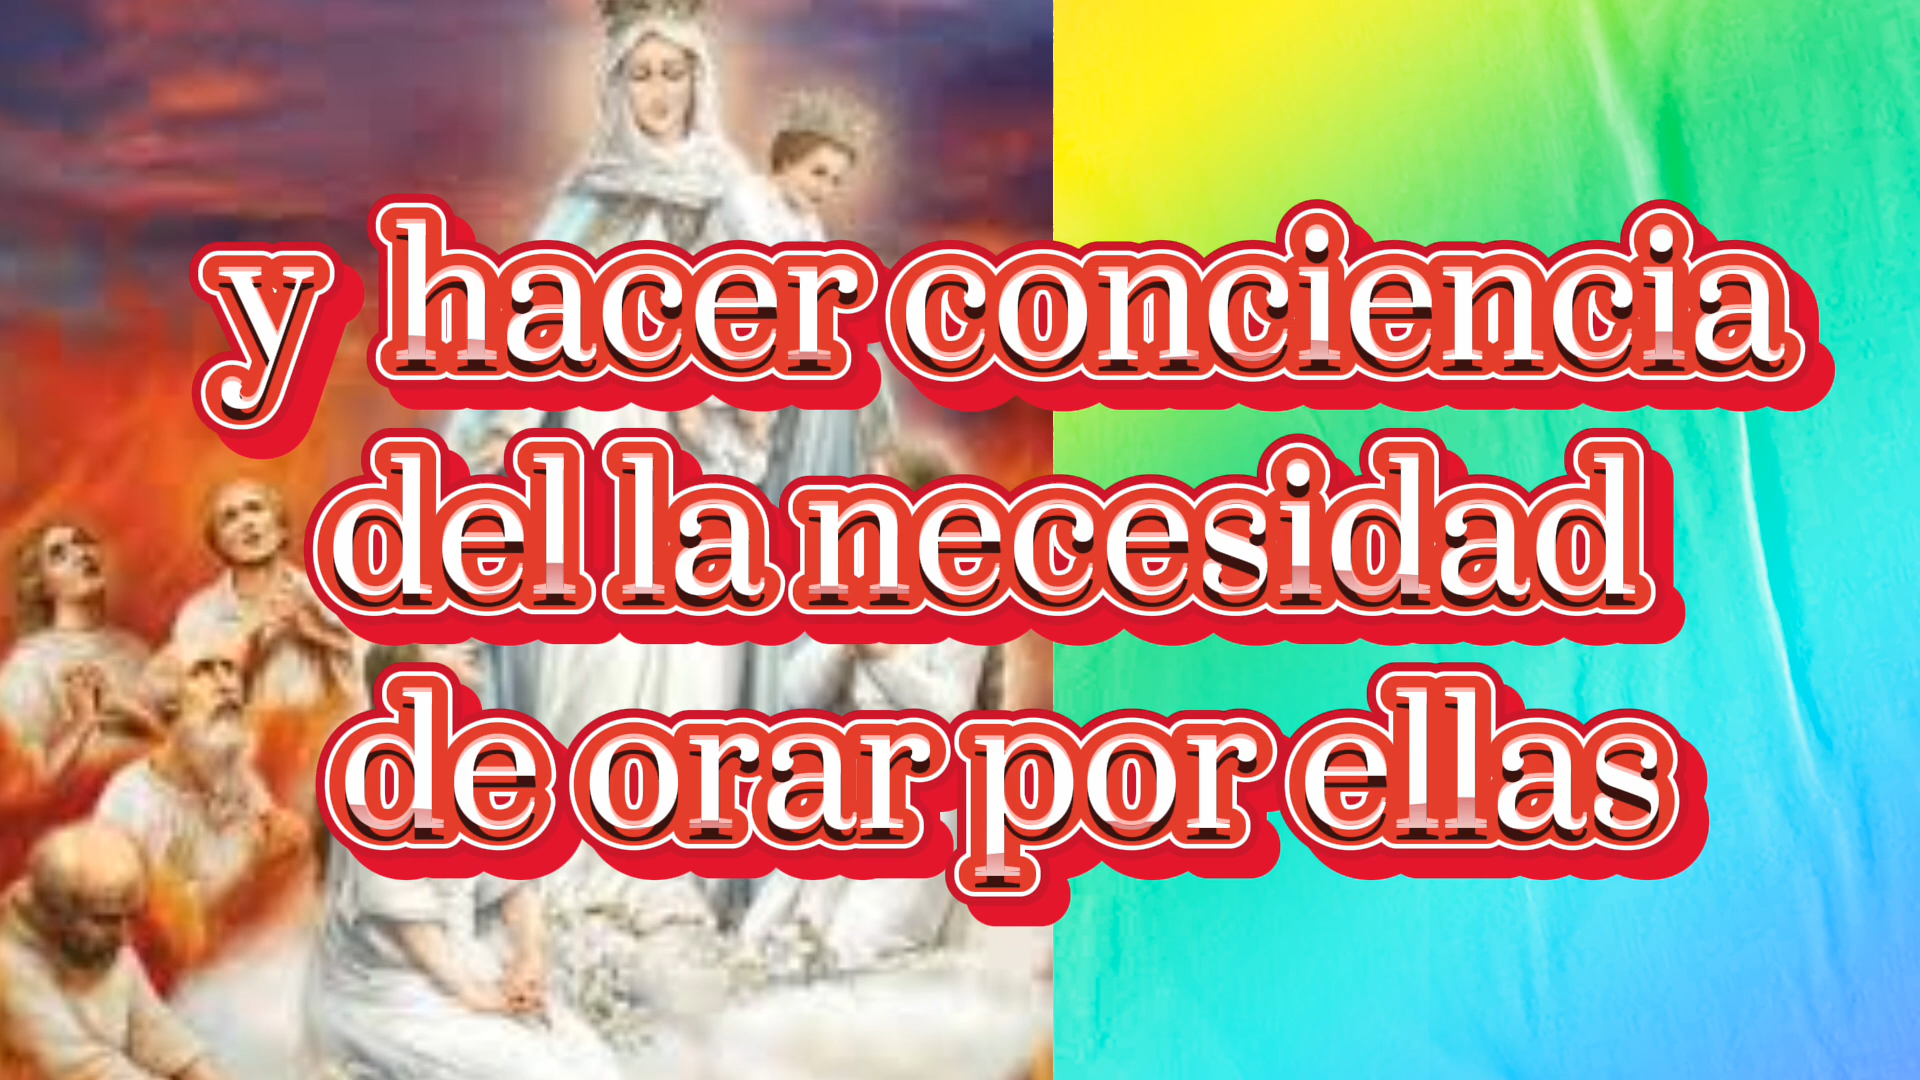 y hacer conciencia
del la necesidad
de orar por ellas